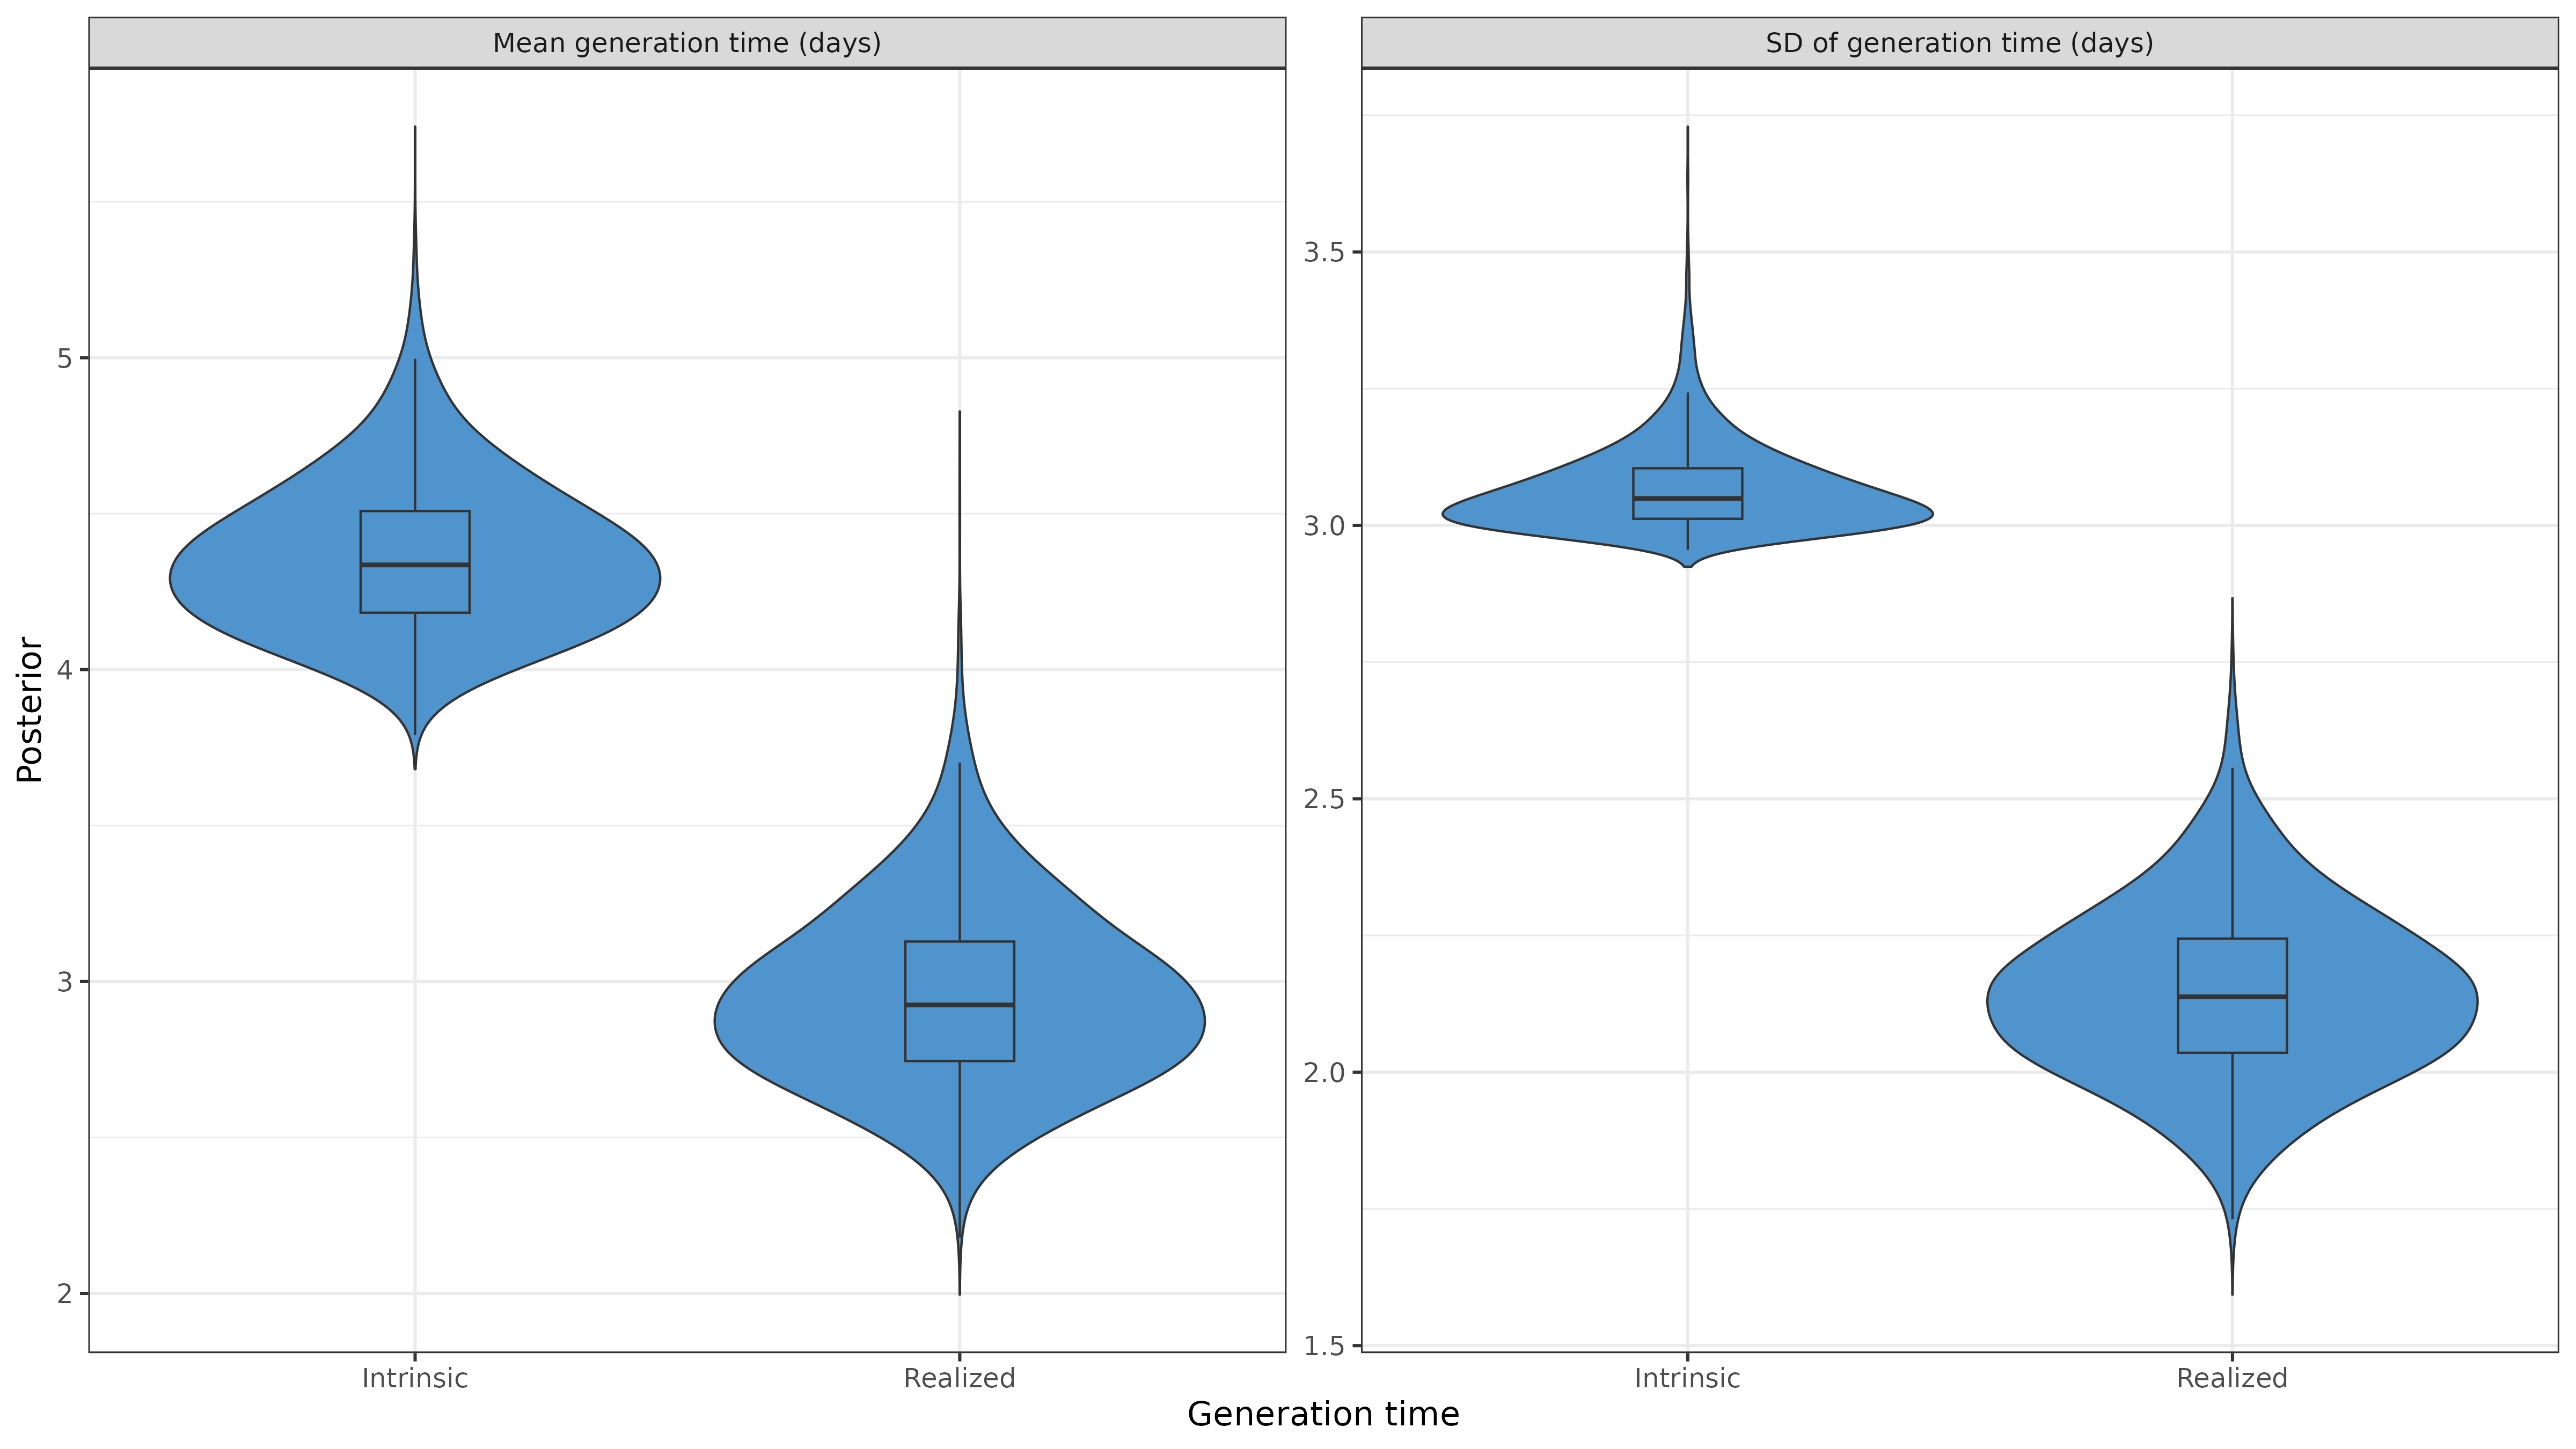 Mean generation time (days)
SD of generation time (days)
Posterior
5
4
3
2
3.5
3.0
2.5
2.0
1.5
Intrinsic
Realized
Intrinsic
Realized
Generation time